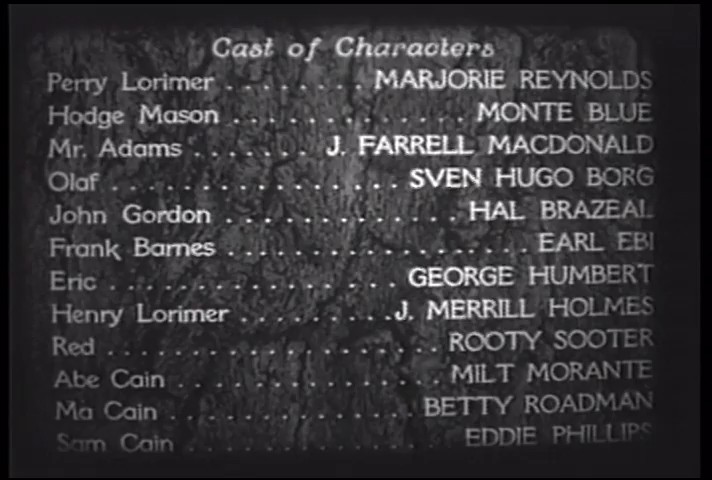 Cast of Characters
Perry Lorimer ........ MARJORIE REYNOLDS
Hodge Mason ............. MONTE BLUE
Mr. Adams ....... J. FARRELL MACDONALD
Olaf .................. SVEN HUGO BORG
John Gordon ............. HAL BRAZEAL
Frank Barnes .................. EARL EBI
Eric .................. GEORGE HUMBERT
Henry Lorimer .......... J. MERRILL HOLMES
Red .................... ROOTY SOOTER
Abe Cain ................ MILT MORANTE
Ma Cain ............... BETTY ROADMAN
Sam Cain .............. EDDIE PHILLIPS